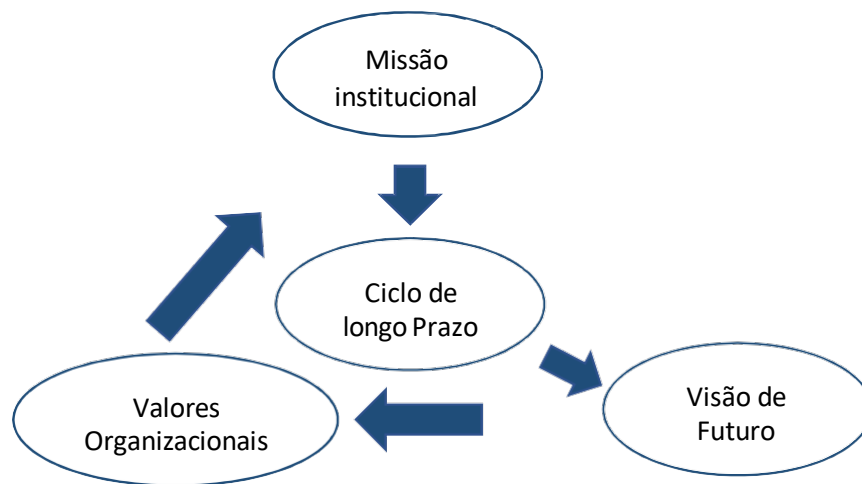 Missão
institucional
Ciclo de
longo Prazo
Valores
Organizacionais
Visão de
Futuro